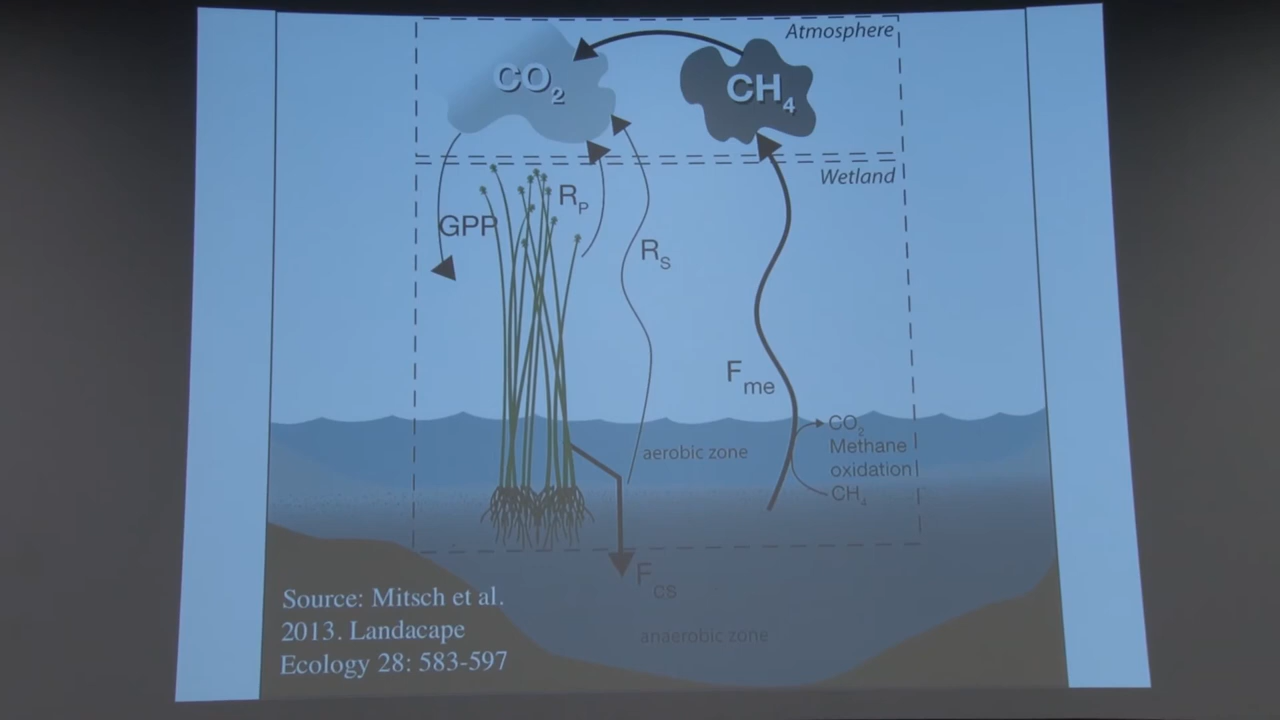 Atmosphere
CO₂
CH₄
Wetland
GPP
R_P
R_S
F_me
CO₂
Methane
oxidation
CH₄
aerobic zone
F_CS
anaerobic zone
Source: Mitsch et al.
2013. Landacape
Ecology 28: 583-597